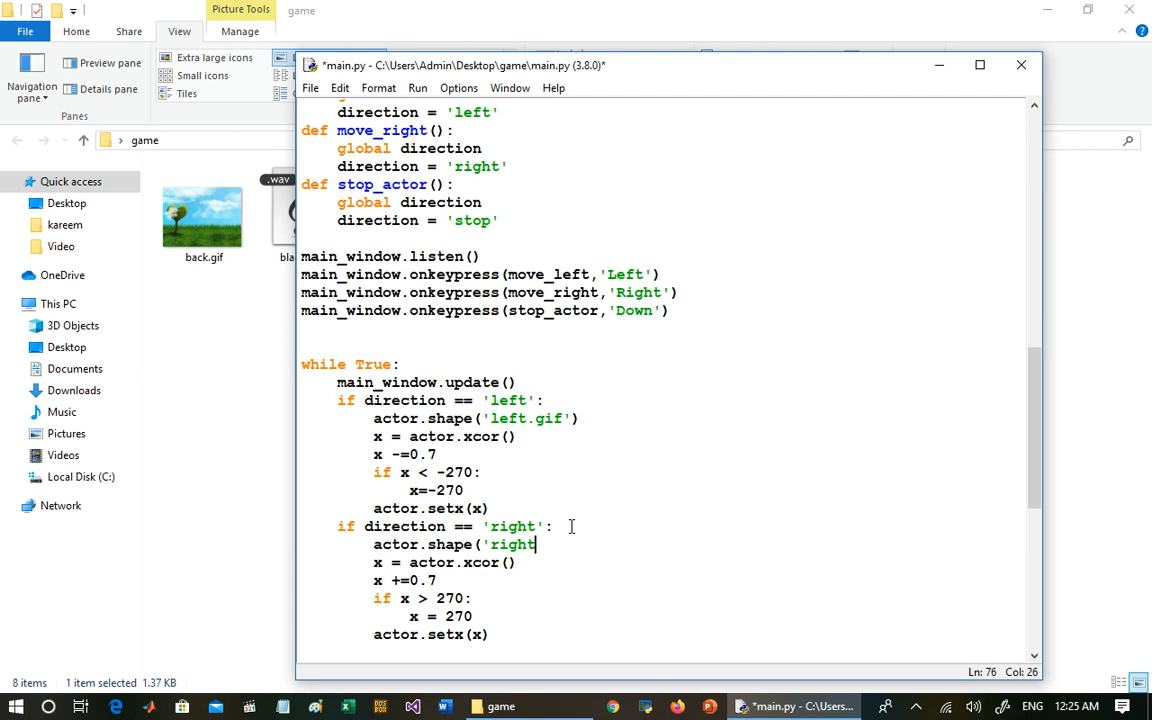 Picture Tools
game
File
Home
Share
View
Manage
Navigation
pane
Preview pane
Details pane
Panes
Extra large icons
Small icons
Tiles
game
Quick access
Desktop
kareem
Video
OneDrive
This PC
3D Objects
Desktop
Documents
Downloads
Music
Pictures
Videos
Local Disk (C:)
Network
back.gif
.wav
8 items
1 item selected 1.37 KB
*main.py - C:\Users\Admin\Desktop\game\main.py (3.8.0)*
File Edit Format Run Options Window Help
direction = 'left'
def move_right():
global direction
direction = 'right'
def stop_actor():
global direction
direction = 'stop'
main_window.listen()
main_window.onkeypress(move_left,'Left')
main_window.onkeypress(move_right,'Right')
main_window.onkeypress(stop_actor,'Down')
while True:
main_window.update()
if direction == 'left':
actor.shape('left.gif')
x = actor.xcor()
x -=0.7
if x < -270:
x=-270
actor.setx(x)
if direction == 'right':
actor.shape('right
x = actor.xcor()
x +=0.7
if x > 270:
x = 270
actor.setx(x)
Ln: 76 Col: 26
game
*main.py - C:\Users...
ENG
12:25 AM